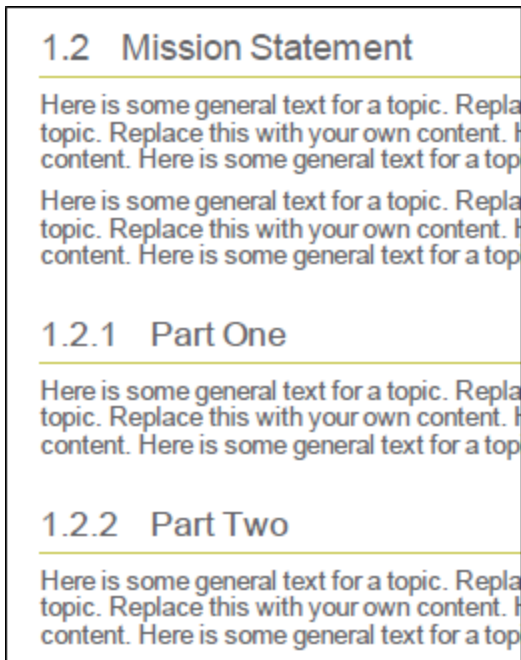 1.2 Mission Statement
Here is some general text for a topic. Repla
topic. Replace this with your own content. H
content. Here is some general text for a top
Here is some general text for a topic. Repla
topic. Replace this with your own content. H
content. Here is some general text for a top
1.2.1 Part One
Here is some general text for a topic. Repla
topic. Replace this with your own content. H
content. Here is some general text for a top
1.2.2 Part Two
Here is some general text for a topic. Repla
topic. Replace this with your own content. H
content. Here is some general text for a top